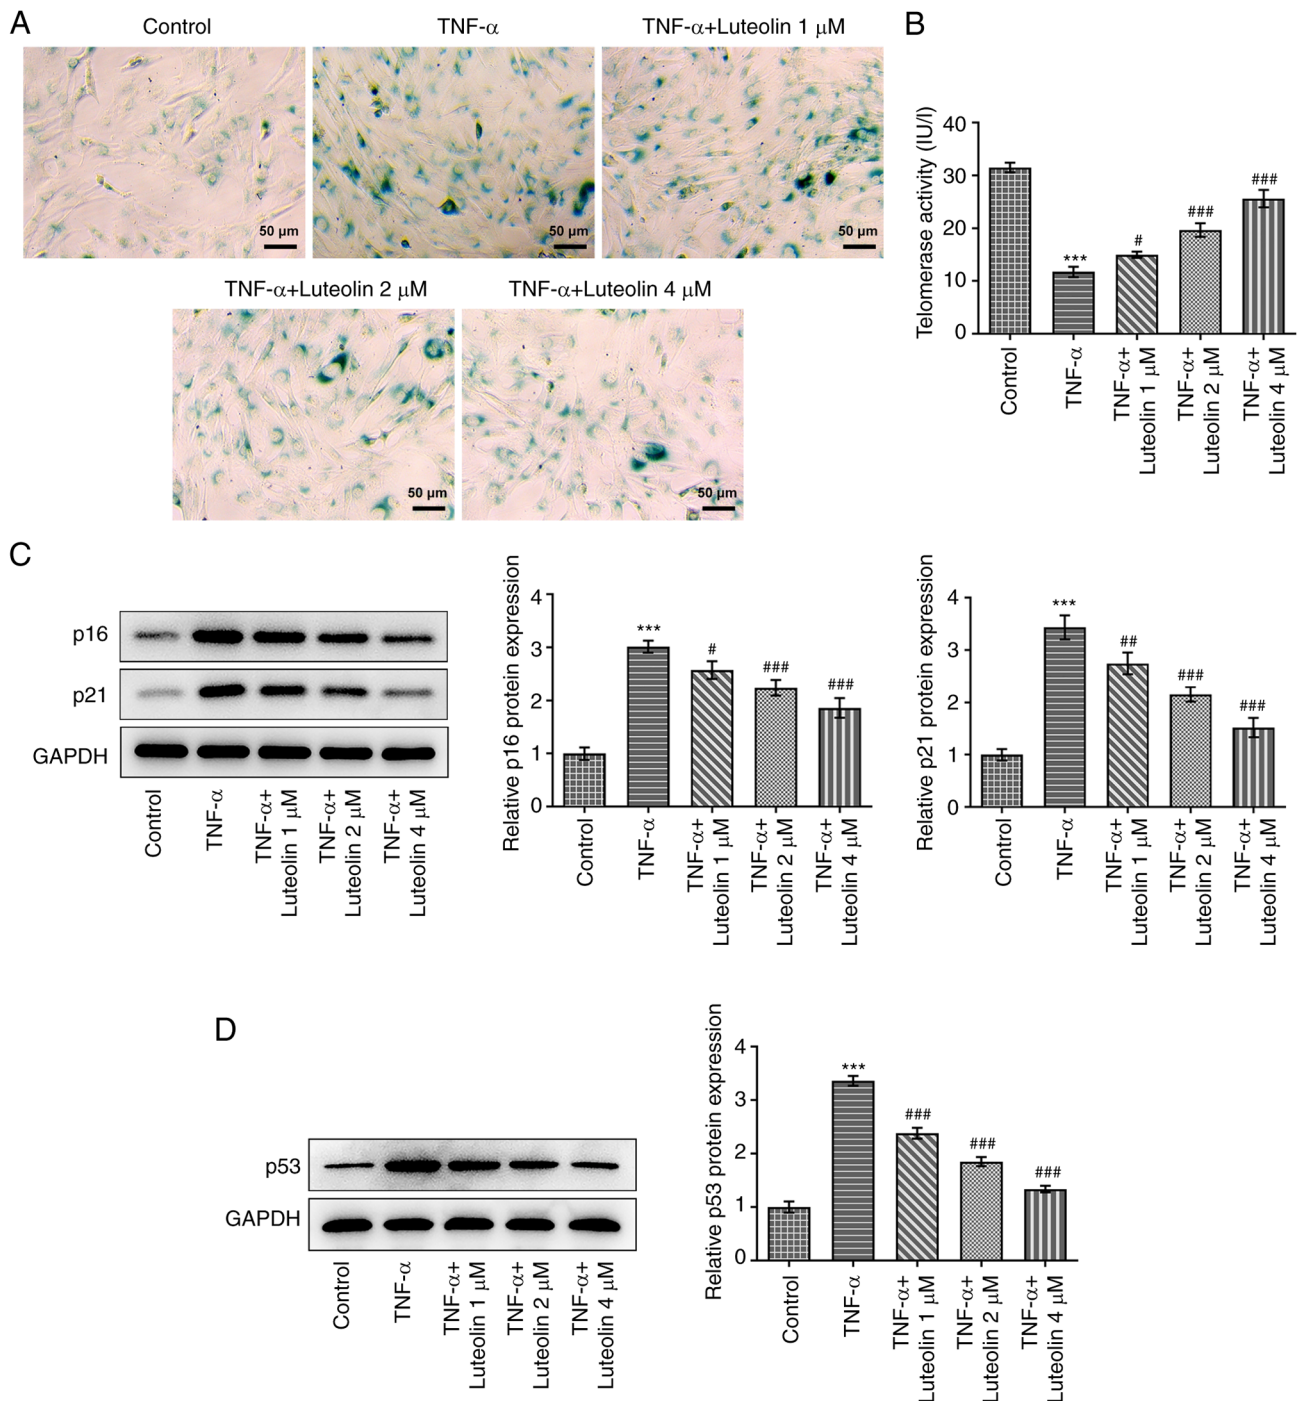 A
Control
TNF-α
TNF-α+Luteolin 1 μM
50 μm
50 μm
50 μm
TNF-α+Luteolin 2 μM
TNF-α+Luteolin 4 μM
50 μm
50 μm
B
Telomerase activity (IU/l)
40
30
20
10
0
***
#
###
###
Control
TNF-α
TNF-α+
Luteolin 1 μM
TNF-α+
Luteolin 2 μM
TNF-α+
Luteolin 4 μM
C
p16
p21
GAPDH
Control
TNF-α
TNF-α+
Luteolin 1 μM
TNF-α+
Luteolin 2 μM
TNF-α+
Luteolin 4 μM
Relative p16 protein expression
4
3
2
1
0
***
#
###
###
Control
TNF-α
TNF-α+
Luteolin 1 μM
TNF-α+
Luteolin 2 μM
TNF-α+
Luteolin 4 μM
Relative p21 protein expression
4
3
2
1
0
***
##
###
###
Control
TNF-α
TNF-α+
Luteolin 1 μM
TNF-α+
Luteolin 2 μM
TNF-α+
Luteolin 4 μM
D
p53
GAPDH
Control
TNF-α
TNF-α+
Luteolin 1 μM
TNF-α+
Luteolin 2 μM
TNF-α+
Luteolin 4 μM
Relative p53 protein expression
4
3
2
1
0
***
###
###
###
Control
TNF-α
TNF-α+
Luteolin 1 μM
TNF-α+
Luteolin 2 μM
TNF-α+
Luteolin 4 μM